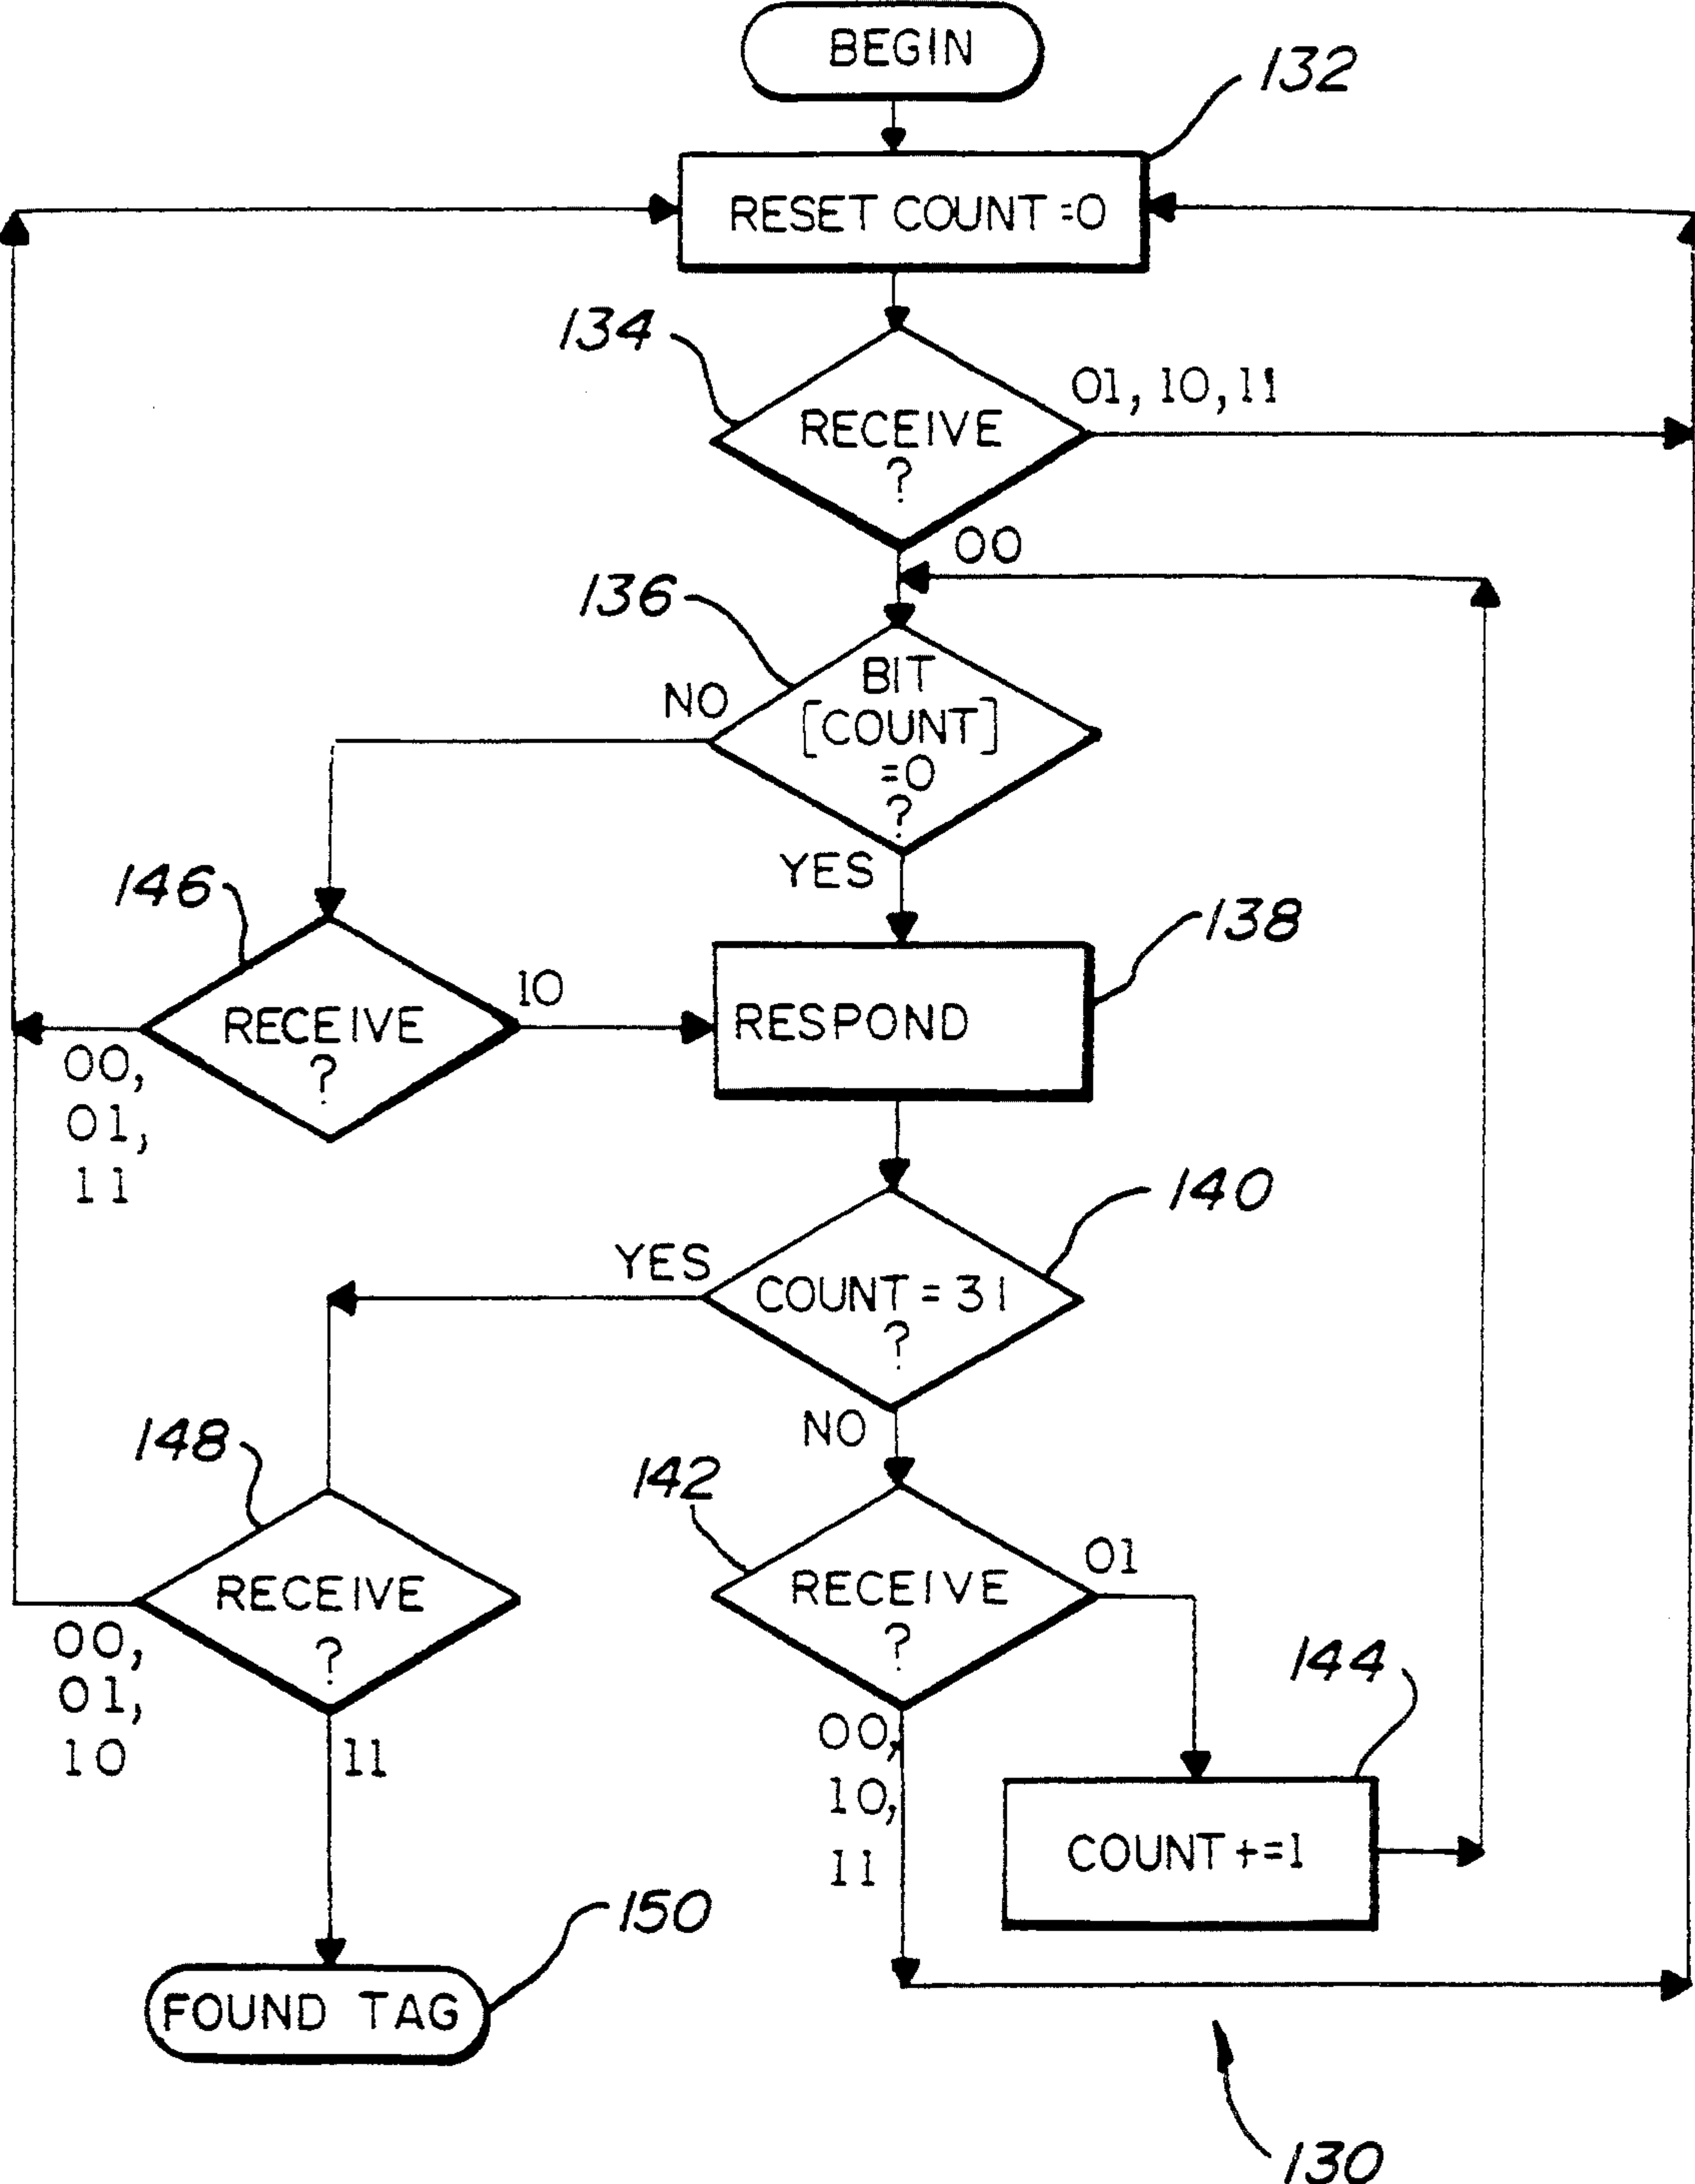 BEGIN
132
RESET COUNT =0
134
01, 10, 11
RECEIVE
?
00
136
BIT
NO
[COUNT]
=0
?
YES
146
138
10
RECEIVE
?
RESPOND
00,
01,
11
140
YES
COUNT = 31
?
NO
148
142
01
RECEIVE
?
RECEIVE
?
00,
01,
10
11
144
00,
10,
11
COUNT +=1
150
FOUND TAG
130